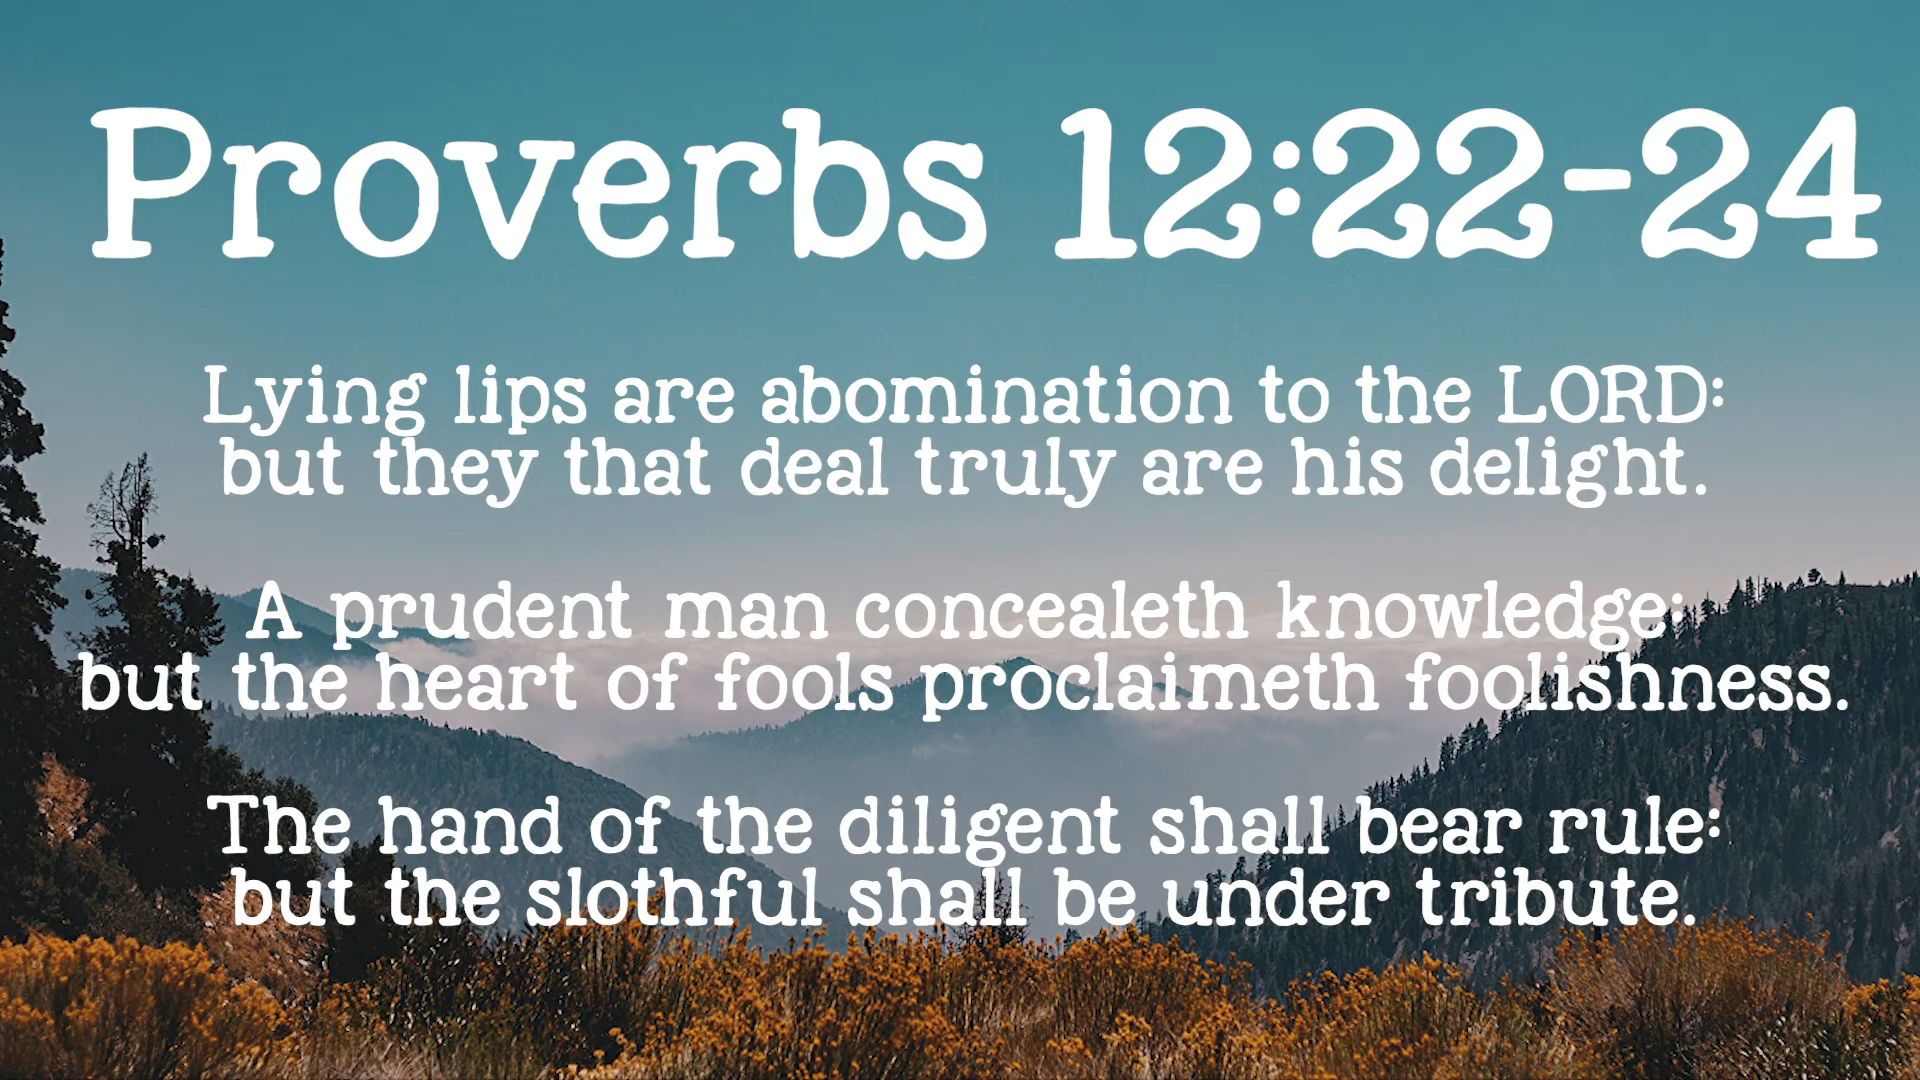 Proverbs 12:22-24
Lying lips are abomination to the LORD:
but they that deal truly are his delight.
A prudent man concealeth knowledge:
but the heart of fools proclaimeth foolishness.
The hand of the diligent shall bear rule:
but the slothful shall be under tribute.